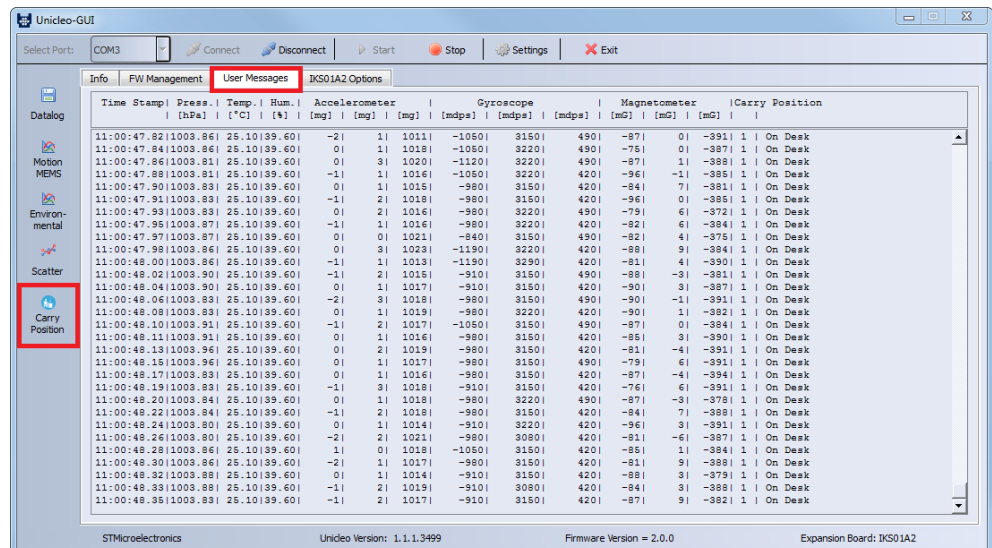 Unicleo-GUI
Select Port: COM3 Connect Disconnect Start Stop Settings Exit
Info FW Management User Messages IKS01A2 Options
Datalog
Motion MEMS
Environ-mental
Scatter
Carry Position
Time Stamp| Press.| Temp.| Hum.| Accelerometer | Gyroscope | Magnetometer |Carry Position
| [hPa] | [°C] | [%] | [mg] | [mg] | [mg] | [mdps] | [mdps] | [mdps] | [mG] | [mG] | [mG] | |
11:00:47.82|1003.86| 25.10|39.60| -2| 1| 1011| -1050| 3150| 490| -87| 0| -391| 1 | On Desk
11:00:47.84|1003.86| 25.10|39.60| 0| 1| 1018| -1050| 3220| 490| -75| 0| -387| 1 | On Desk
11:00:47.86|1003.81| 25.10|39.60| 0| 3| 1020| -1120| 3220| 490| -87| 1| -388| 1 | On Desk
11:00:47.88|1003.81| 25.10|39.60| -1| 1| 1016| -1050| 3220| 420| -96| -1| -385| 1 | On Desk
11:00:47.90|1003.83| 25.10|39.60| 0| 1| 1015| -980| 3150| 420| -84| 7| -381| 1 | On Desk
11:00:47.91|1003.83| 25.10|39.60| -1| 2| 1018| -980| 3150| 420| -96| 0| -385| 1 | On Desk
11:00:47.93|1003.83| 25.10|39.60| 0| 2| 1016| -980| 3220| 490| -79| 6| -372| 1 | On Desk
11:00:47.95|1003.87| 25.10|39.60| -1| 1| 1016| -980| 3220| 420| -82| 6| -384| 1 | On Desk
11:00:47.97|1003.87| 25.10|39.60| 0| 0| 1021| -840| 3150| 490| -82| 4| -375| 1 | On Desk
11:00:47.98|1003.86| 25.10|39.60| 0| 3| 1023| -1190| 3220| 420| -88| 9| -384| 1 | On Desk
11:00:48.00|1003.86| 25.10|39.60| -1| 1| 1013| -1190| 3290| 420| -81| 4| -390| 1 | On Desk
11:00:48.02|1003.90| 25.10|39.60| -1| 2| 1015| -910| 3150| 490| -88| -3| -381| 1 | On Desk
11:00:48.04|1003.90| 25.10|39.60| 0| 1| 1017| -910| 3150| 420| -90| 3| -387| 1 | On Desk
11:00:48.06|1003.83| 25.10|39.60| -2| 3| 1018| -980| 3150| 490| -90| -1| -391| 1 | On Desk
11:00:48.08|1003.83| 25.10|39.60| 0| 1| 1019| -980| 3220| 420| -90| 1| -382| 1 | On Desk
11:00:48.10|1003.91| 25.10|39.60| -1| 2| 1017| -1050| 3150| 490| -87| 0| -384| 1 | On Desk
11:00:48.11|1003.91| 25.10|39.60| 0| 1| 1016| -980| 3150| 420| -85| 3| -390| 1 | On Desk
11:00:48.13|1003.96| 25.10|39.60| 0| 2| 1019| -980| 3150| 420| -81| -4| -391| 1 | On Desk
11:00:48.15|1003.96| 25.10|39.60| 0| 1| 1017| -980| 3150| 490| -79| 6| -391| 1 | On Desk
11:00:48.17|1003.83| 25.10|39.60| 0| 1| 1016| -980| 3150| 420| -87| -4| -394| 1 | On Desk
11:00:48.19|1003.83| 25.10|39.60| -1| 3| 1018| -910| 3150| 420| -76| 6| -391| 1 | On Desk
11:00:48.20|1003.84| 25.10|39.60| 0| 1| 1018| -980| 3220| 490| -87| -3| -378| 1 | On Desk
11:00:48.22|1003.84| 25.10|39.60| -1| 2| 1018| -980| 3150| 420| -84| 7| -388| 1 | On Desk
11:00:48.24|1003.80| 25.10|39.60| 0| 1| 1014| -910| 3220| 420| -96| 3| -391| 1 | On Desk
11:00:48.26|1003.80| 25.10|39.60| -2| 2| 1021| -980| 3080| 420| -81| -6| -387| 1 | On Desk
11:00:48.28|1003.86| 25.10|39.60| 1| 0| 1018| -1050| 3150| 420| -85| 1| -384| 1 | On Desk
11:00:48.30|1003.86| 25.10|39.60| -2| 1| 1017| -980| 3150| 420| -81| 9| -388| 1 | On Desk
11:00:48.32|1003.88| 25.10|39.60| 0| 1| 1014| -910| 3150| 420| -88| 3| -379| 1 | On Desk
11:00:48.33|1003.88| 25.10|39.60| -1| 2| 1019| -910| 3080| 420| -84| 3| -388| 1 | On Desk
11:00:48.35|1003.83| 25.10|39.60| -1| 2| 1017| -910| 3150| 420| -87| 9| -382| 1 | On Desk
STMicroelectronics Unicleo Version: 1.1.1.3499 Firmware Version = 2.0.0 Expansion Board: IKS01A2